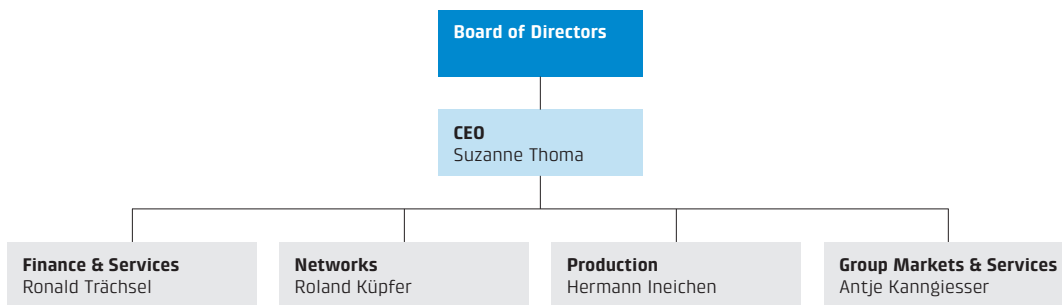 Board of Directors
CEO
Suzanne Thoma
Finance & Services
Ronald Trächsel
Networks
Roland Küpfer
Production
Hermann Ineichen
Group Markets & Services
Antje Kanngiesser